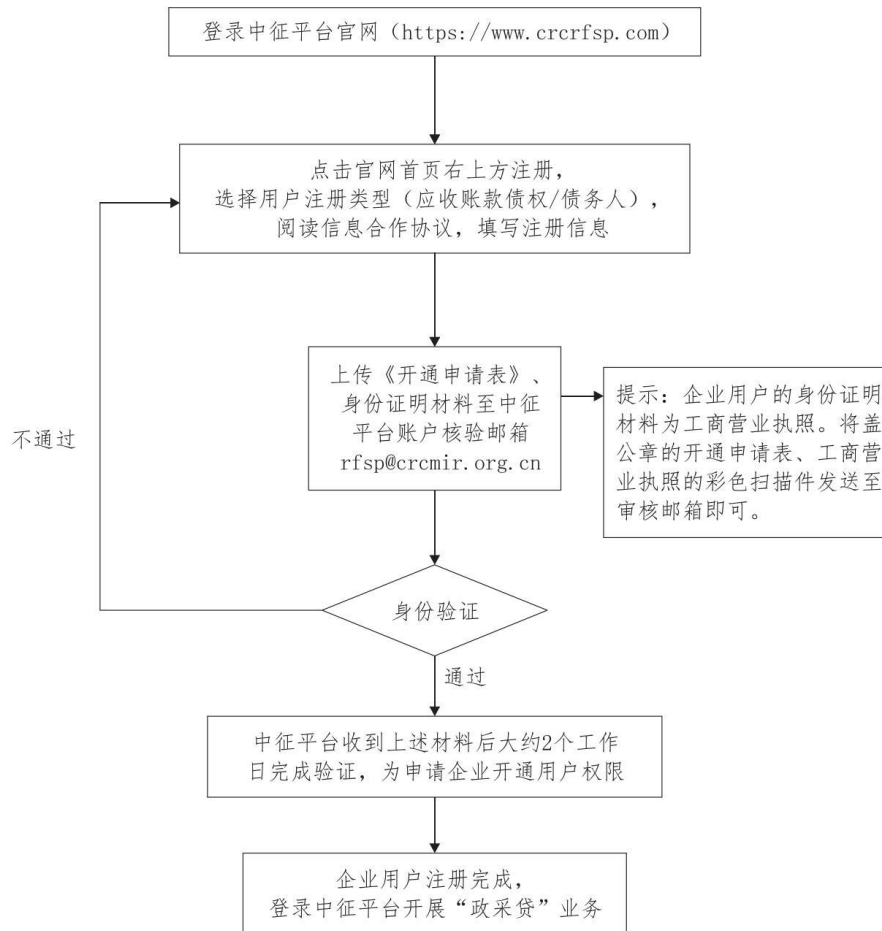 登录中征平台官网（https://www.crcrfsp.com）
点击官网首页右上方注册，
选择用户注册类型（应收账款债权/债务人），
阅读信息合作协议，填写注册信息
上传《开通申请表》、
身份证明材料至中征
平台账户核验邮箱
rfsp@crcmir.org.cn
提示：企业用户的身份证明
材料为工商营业执照。将盖
公章的开通申请表、工商营
业执照的彩色扫描件发送至
审核邮箱即可。
不通过
身份验证
通过
中征平台收到上述材料后大约2个工作
日完成验证，为申请企业开通用户权限
企业用户注册完成，
登录中征平台开展“政采贷”业务